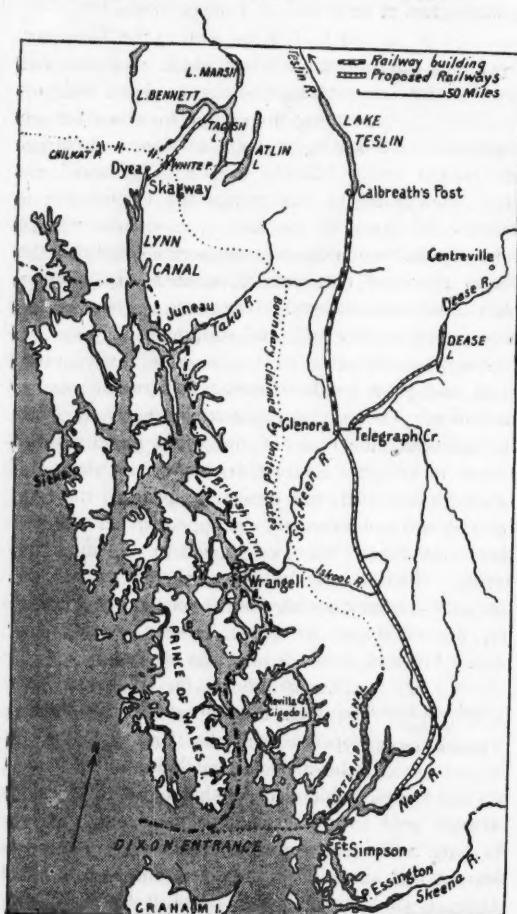 Teslin R.
Railway building
Proposed Railways
50 Miles
L. MARSH
L. BENNETT
LAKE
TESLIN
TAGISH
L.
ATLIN
L.
CHILKAT P.
WHITE P.
Dyea
Skagway
Calbreath's Post
LYNN
CANAL
Centreville
Dease R.
Juneau
Taku R.
DEASE
L.
Boundary claimed by United States
Glenora
Telegraph Cr.
Sitka
Stickeen R.
British Claim
Wrangell
Iskoot R.
PRINCE OF WALES I.
Revilla G
igedo I.
PORTLAND CANAL
Naas R.
DIXON ENTRANCE
Ft. Simpson
P. Essington
Skeena R.
GRAHAM I.